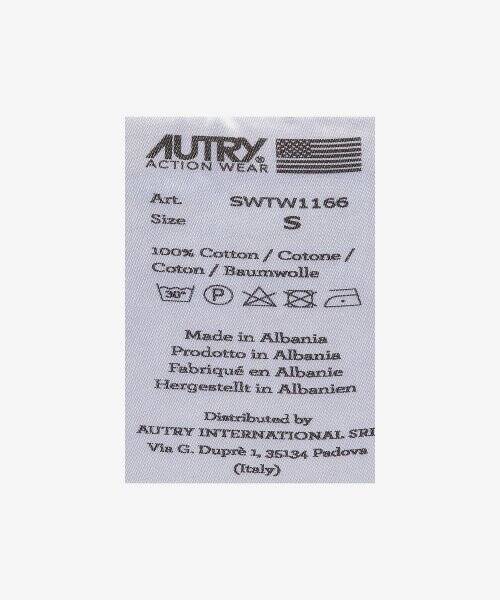 AUTRY®
ACTION WEAR
Art. SWTW1166
Size S
100% Cotton / Cotone /
Coton / Baumwolle
30° P
Made in Albania
Prodotto in Albania
Fabriqué en Albanie
Hergestellt in Albanien
Distributed by
AUTRY INTERNATIONAL SRL
Via G. Duprè 1, 35134 Padova
(Italy)